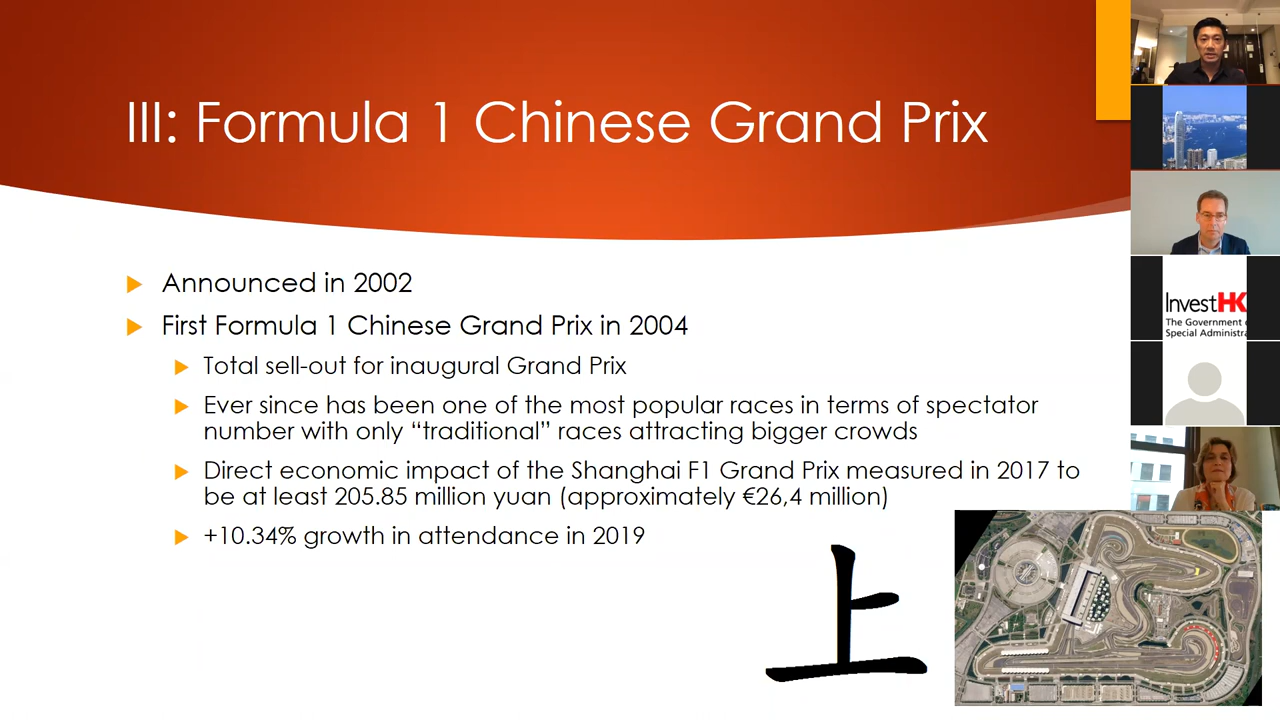 III: Formula 1 Chinese Grand Prix
Announced in 2002
First Formula 1 Chinese Grand Prix in 2004
Total sell-out for inaugural Grand Prix
Ever since has been one of the most popular races in terms of spectator
number with only “traditional” races attracting bigger crowds
Direct economic impact of the Shanghai F1 Grand Prix measured in 2017 to
be at least 205.85 million yuan (approximately €26,4 million)
+10.34% growth in attendance in 2019
上
InvestHK
The Government
Special Administra